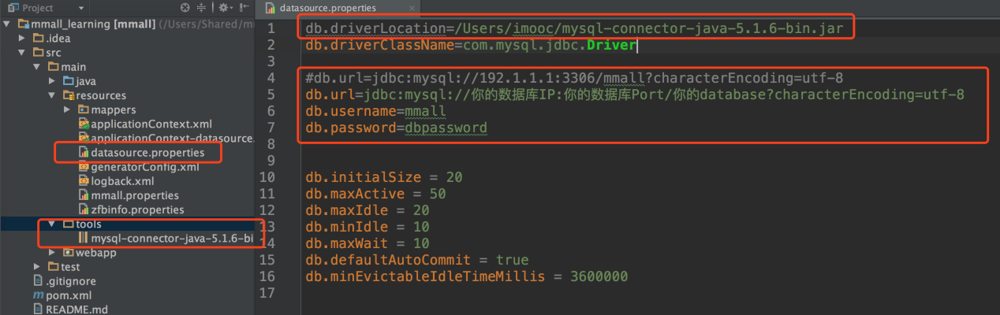 Project
datasource.properties
mmall_learning [mmall] (/Users/Shared/mr
.idea
src
main
java
resources
mappers
applicationContext.xml
applicationContext-datasource.
datasource.properties
generatorConfig.xml
logback.xml
mmall.properties
zfbinfo.properties
tools
mysql-connector-java-5.1.6-bi
webapp
test
.gitignore
pom.xml
README.md
1 db.driverLocation=/Users/imooc/mysql-connector-java-5.1.6-bin.jar
2 db.driverClassName=com.mysql.jdbc.Driver
3
4 #db.url=jdbc:mysql://192.1.1.1:3306/mmall?characterEncoding=utf-8
5 db.url=jdbc:mysql://你的数据库IP:你的数据库Port/你的database?characterEncoding=utf-8
6 db.username=mmall
7 db.password=dbpassword
8
9
10 db.initialSize = 20
11 db.maxActive = 50
12 db.maxIdle = 20
13 db.minIdle = 10
14 db.maxWait = 10
15 db.defaultAutoCommit = true
16 db.minEvictableIdleTimeMillis = 3600000
17